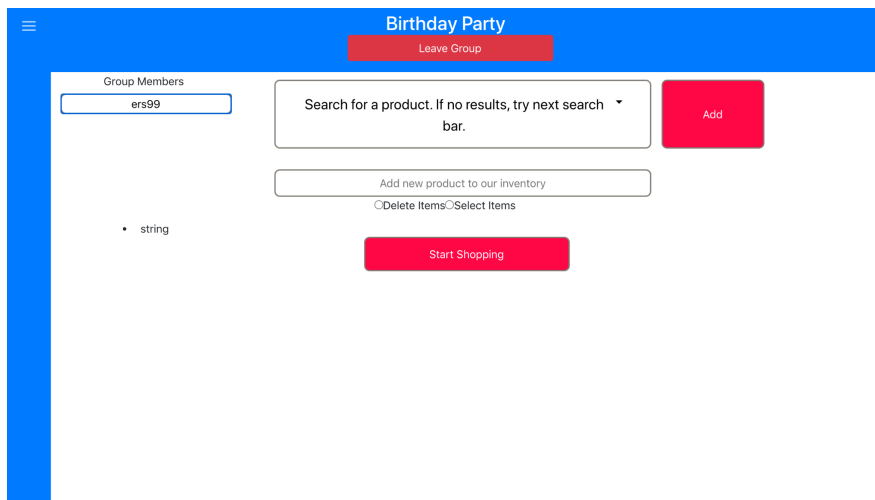 Birthday Party
Leave Group
Group Members
ers99
Search for a product. If no results, try next search
bar.
Add
Add new product to our inventory
Delete Items Select Items
string
Start Shopping